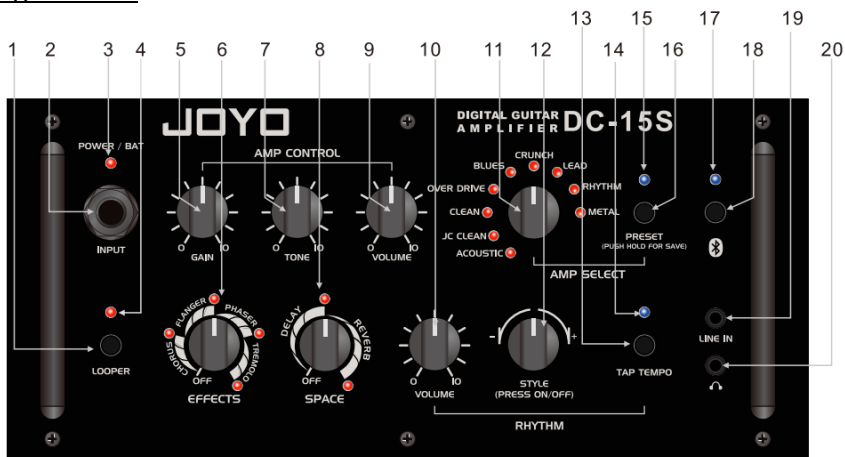 13 15 17 19
1 2 3 4 5 6 7 8 9 10 11 12 14 16 18 20
JOYO
DIGITAL GUITAR
AMPLIFIER
DC-15S
POWER / BAT
AMP CONTROL
CRUNCH
BLUES
LEAD
OVER DRIVE
RHYTHM
CLEAN
METAL
JC CLEAN
ACOUSTIC
INPUT
0 10
GAIN
0 10
TONE
0 10
VOLUME
PRESET
(PUSH HOLD FOR SAVE)
AMP SELECT
LOOPER
OFF
CHORUS
FLANGER
PHASER
TREMOLO
EFFECTS
OFF
DELAY
REVERB
SPACE
0 10
VOLUME
- +
STYLE
(PRESS ON/OFF)
TAP TEMPO
RHYTHM
LINE IN